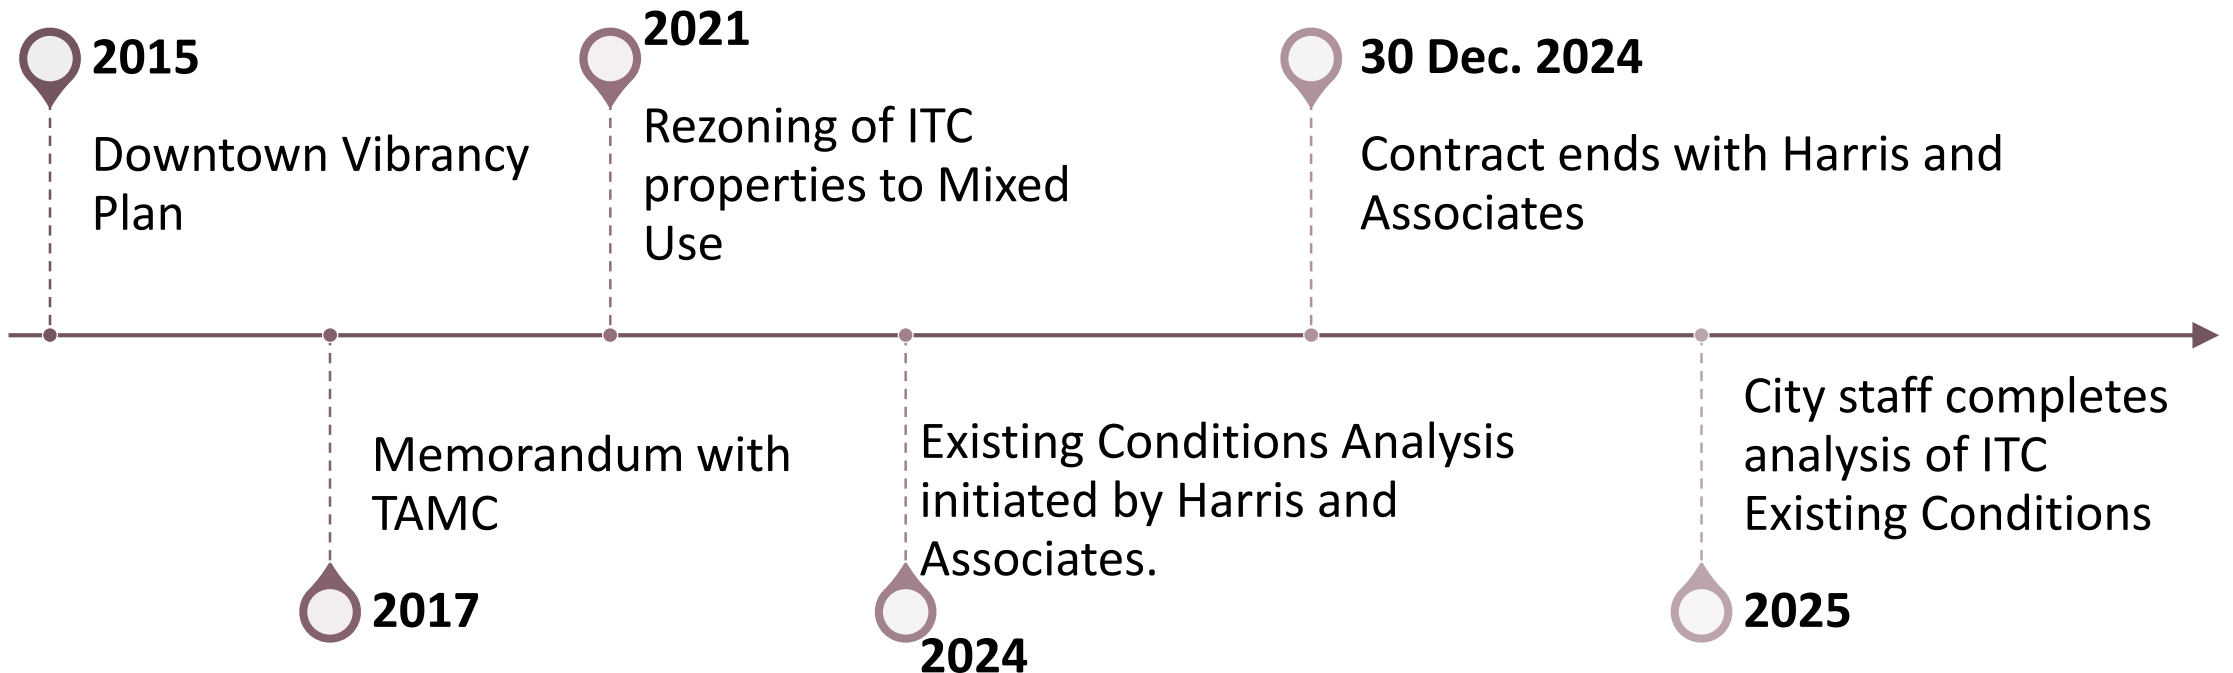 2015
Downtown Vibrancy
Plan
2017
Memorandum with
TAMC
2021
Rezoning of ITC
properties to Mixed
Use
2024
Existing Conditions Analysis
initiated by Harris and
Associates.
30 Dec. 2024
Contract ends with Harris and
Associates
2025
City staff completes
analysis of ITC
Existing Conditions